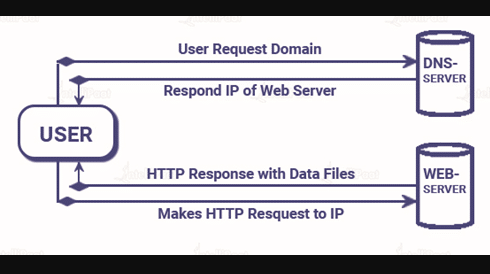 User Request Domain
DNS-
SERVER
Respond IP of Web Server
USER
HTTP Response with Data Files
WEB-
SERVER
Makes HTTP Resquest to IP